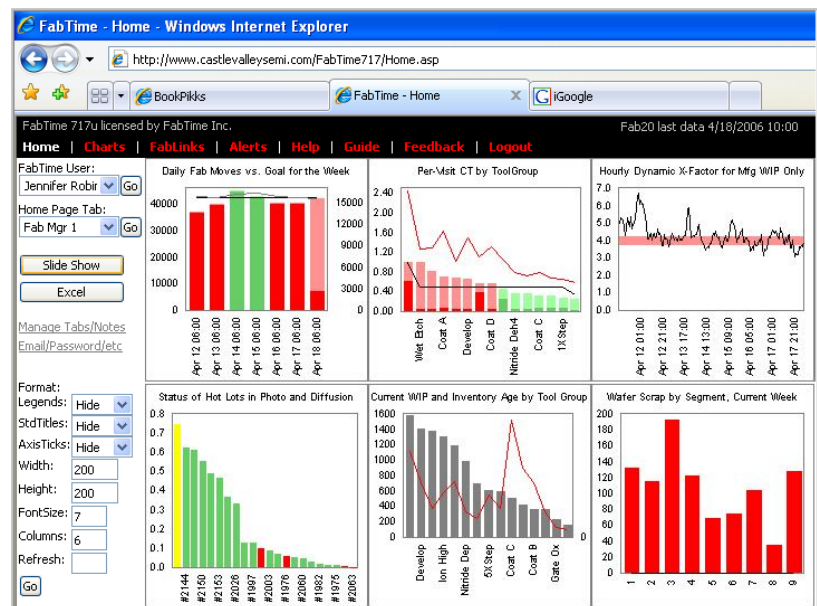 FabTime - Home - Windows Internet Explorer
http://www.castlevalleysemi.com/FabTime717/Home.asp
BookPikks
FabTime - Home
X
iGoogle
FabTime 717u licensed by FabTime Inc.
Fab20 last data 4/18/2006 10:00
Home | Charts | FabLinks | Alerts | Help | Guide | Feedback | Logout
FabTime User:
Jennifer Robir Go
Home Page Tab:
Fab Mgr 1 Go
Slide Show
Excel
Manage Tabs/Notes
Email/Password/etc
Format:
Legends: Hide
StdTitles: Hide
AxisTicks: Hide
Width: 200
Height: 200
FontSize: 7
Columns: 6
Refresh:
Go
Daily Fab Moves vs. Goal for the Week
40000
30000
20000
10000
0
15000
12000
9000
6000
3000
0
Apr 12 06:00
Apr 13 06:00
Apr 14 06:00
Apr 15 06:00
Apr 16 06:00
Apr 17 06:00
Apr 18 06:00
Per-Visit CT by ToolGroup
2.40
2.00
1.60
1.20
0.80
0.40
0.00
Wet Etch
Coat A
Develop
Coat D
Nitride Deh4
Coat C
1X Step
Hourly Dynamic X-Factor for Mfg WIP Only
7.0
6.0
5.0
4.0
3.0
2.0
1.0
0.0
Apr 12 01:00
Apr 12 21:00
Apr 13 17:00
Apr 14 13:00
Apr 15 09:00
Apr 16 05:00
Apr 17 01:00
Apr 17 21:00
Status of Hot Lots in Photo and Diffusion
0.8
0.7
0.6
0.5
0.4
0.3
0.2
0.1
0.0
#2144
#2150
#2153
#2026
#1997
#2003
#1976
#2060
#1982
#1975
#2063
Current WIP and Inventory Age by Tool Group
1600
1400
1200
1000
800
600
400
200
0
0
Develop
Ion High
Nitride Dep
5X Step
Coat C
Coat B
Gate Ox
Wafer Scrap by Segment, Current Week
200
180
160
140
120
100
80
60
40
20
0
1
2
3
4
5
6
7
8
9